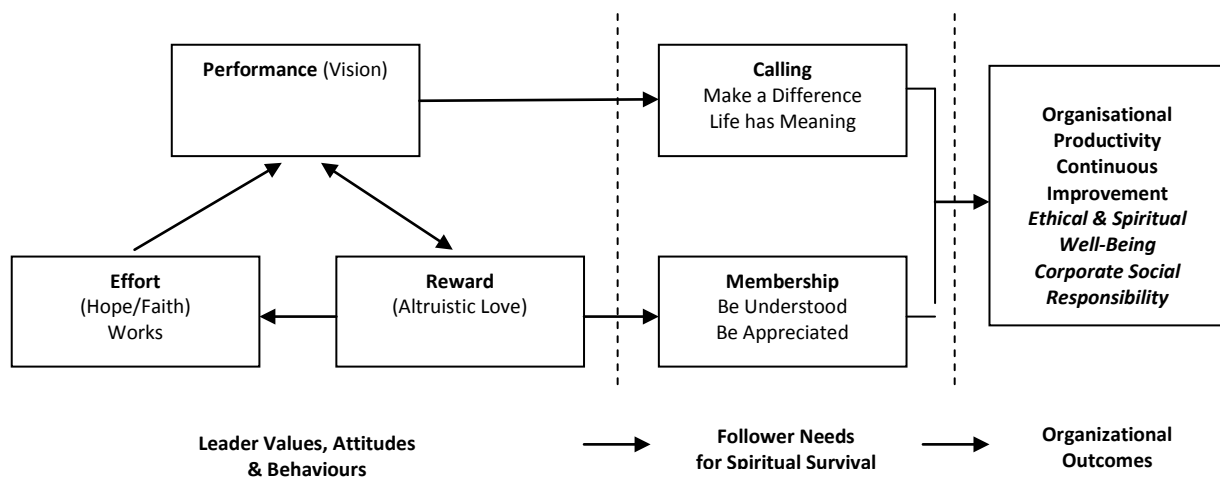 Performance (Vision)
Calling
Make a Difference
Life has Meaning
Organisational
Productivity
Continuous
Improvement
Ethical & Spiritual
Well-Being
Corporate Social
Responsibility
Effort
(Hope/Faith)
Works
Reward
(Altruistic Love)
Membership
Be Understood
Be Appreciated
Leader Values, Attitudes
& Behaviours
Follower Needs
for Spiritual Survival
Organizational
Outcomes